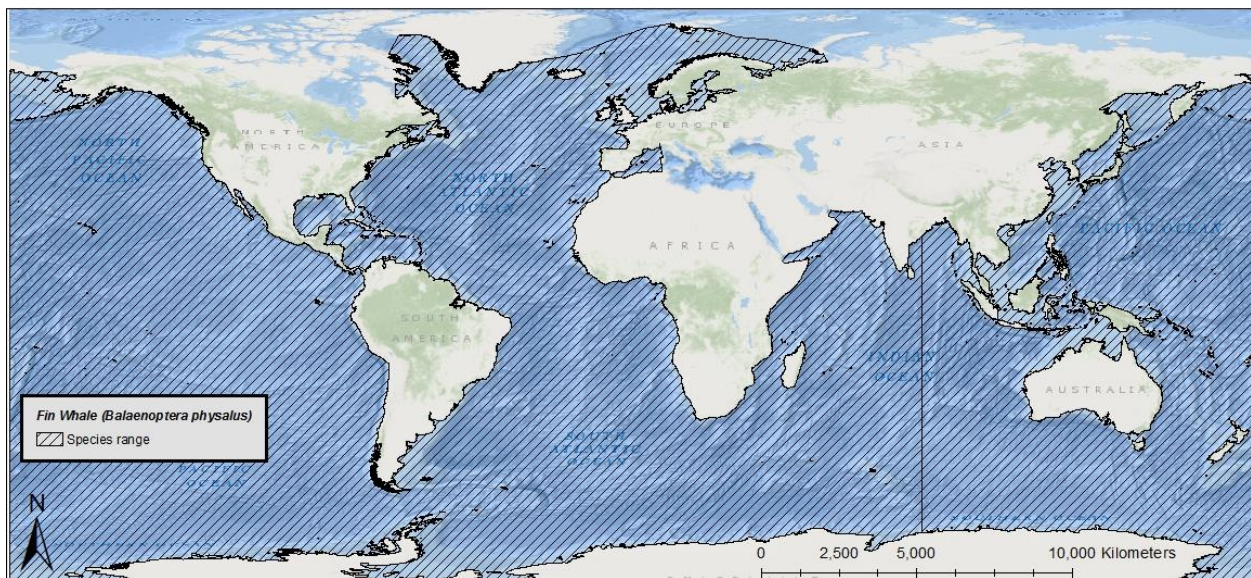 NORTH
PACIFIC
OCEAN
NORTH
AMERICA
NORTH
ATLANTIC
OCEAN
EUROPE
ASIA
PACIFIC OCEAN
AFRICA
SOUTH
AMERICA
INDIAN
OCEAN
AUSTRALIA
Fin Whale (Balaenoptera physalus)
Species range
SOUTH
ATLANTIC
OCEAN
PACIFIC
OCEAN
N
0 2,500 5,000 10,000 Kilometers